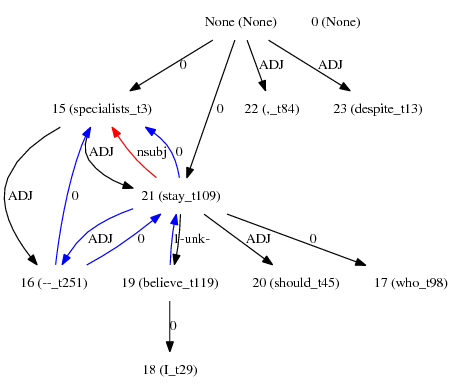 None (None) 0 (None)
0 ADJ ADJ
15 (specialists_t3) 0 22 (,_t84) 23 (despite_t13)
ADJ nsubj 0
ADJ 0 21 (stay_t109)
ADJ 0 1-unk- ADJ 0
16 (--_t251) 19 (believe_t119) 20 (should_t45) 17 (who_t98)
0
18 (I_t29)